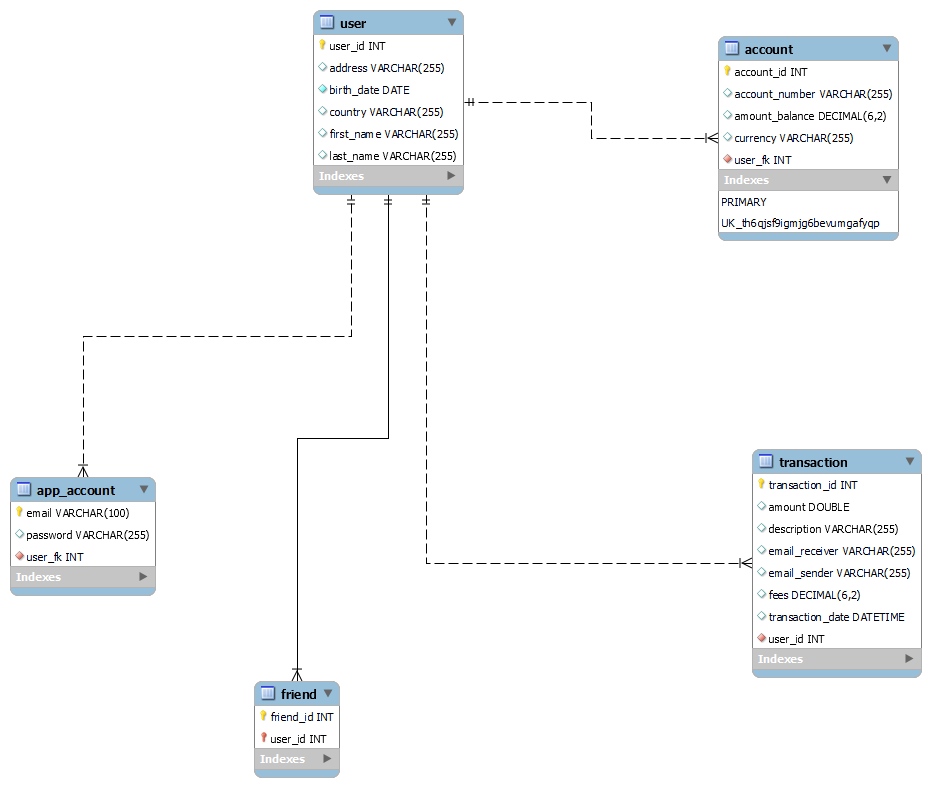 user
user_id INT
address VARCHAR(255)
birth_date DATE
country VARCHAR(255)
first_name VARCHAR(255)
last_name VARCHAR(255)
Indexes
account
account_id INT
account_number VARCHAR(255)
amount_balance DECIMAL(6,2)
currency VARCHAR(255)
user_fk INT
Indexes
PRIMARY
UK_th6qjsf9igmjg6bevumgafyqp
app_account
email VARCHAR(100)
password VARCHAR(255)
user_fk INT
Indexes
transaction
transaction_id INT
amount DOUBLE
description VARCHAR(255)
email_receiver VARCHAR(255)
email_sender VARCHAR(255)
fees DECIMAL(6,2)
transaction_date DATETIME
user_id INT
Indexes
friend
friend_id INT
user_id INT
Indexes